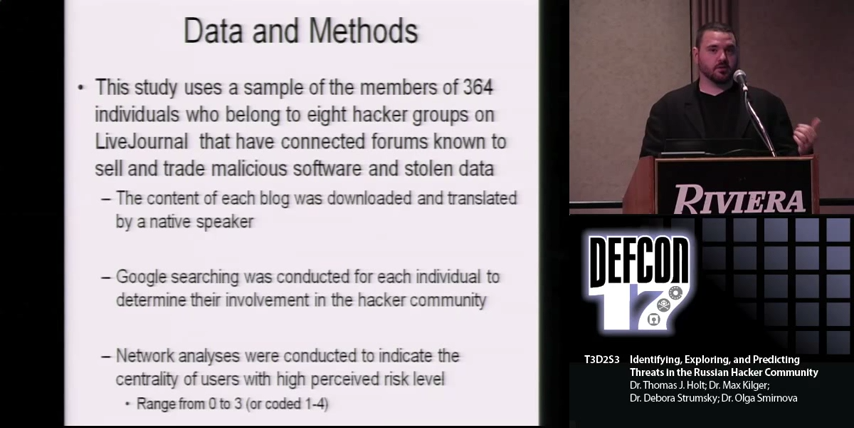 Data and Methods
• This study uses a sample of the members of 364
individuals who belong to eight hacker groups on
LiveJournal that have connected forums known to
sell and trade malicious software and stolen data
– The content of each blog was downloaded and translated
by a native speaker
– Google searching was conducted for each individual to
determine their involvement in the hacker community
– Network analyses were conducted to indicate the
centrality of users with high perceived risk level
• Range from 0 to 3 (or coded 1-4)
RIVIERA
DEFCON
17
T3D2S3 Identifying, Exploring, and Predicting
Threats in the Russian Hacker Community
Dr. Thomas J. Holt; Dr. Max Kilger;
Dr. Debora Strumsky; Dr. Olga Smirnova